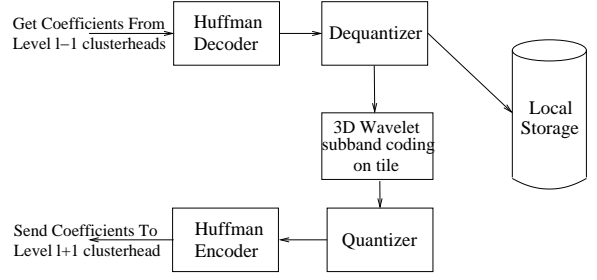 Get Coefficients From
Level l−1 clusterheads
Huffman
Decoder
Dequantizer
Local
Storage
3D Wavelet
subband coding
on tile
Send Coefficients To
Level l+1 clusterhead
Huffman
Encoder
Quantizer